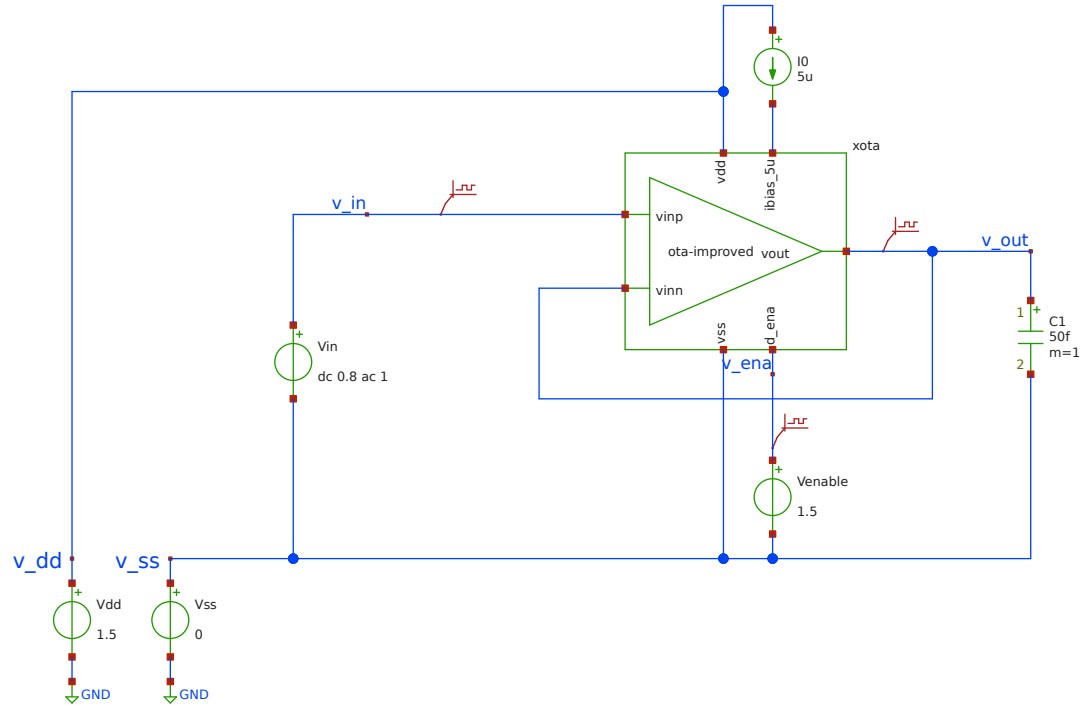 I0
5u
xota
vdd
ibias_5u
v_in
vinp
ota-improved
vout
v_out
vinn
+
+
+
+
+
+
1
C1
50f
m=1
2
vss
d_ena
v_ena
Vin
dc 0.8 ac 1
Venable
1.5
v_dd
v_ss
Vdd
1.5
Vss
0
GND
GND